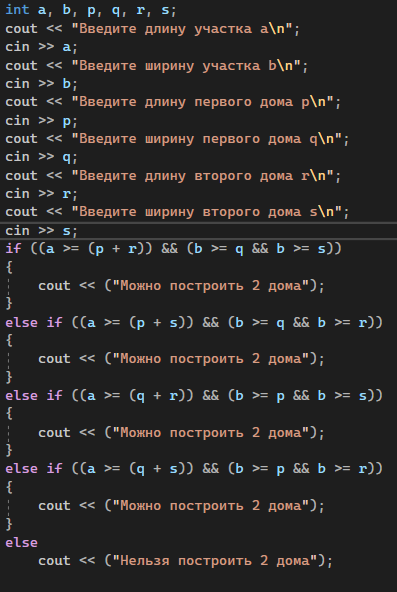 int a, b, p, q, r, s;
cout << "Введите длину участка a\n";
cin >> a;
cout << "Введите ширину участка b\n";
cin >> b;
cout << "Введите длину первого дома p\n";
cin >> p;
cout << "Введите ширину первого дома q\n";
cin >> q;
cout << "Введите длину второго дома r\n";
cin >> r;
cout << "Введите ширину второго дома s\n";
cin >> s;
if ((a >= (p + r)) && (b >= q && b >= s))
{
    cout << ("Можно построить 2 дома");
}
else if ((a >= (p + s)) && (b >= q && b >= r))
{
    cout << ("Можно построить 2 дома");
}
else if ((a >= (q + r)) && (b >= p && b >= s))
{
    cout << ("Можно построить 2 дома");
}
else if ((a >= (q + s)) && (b >= p && b >= r))
{
    cout << ("Можно построить 2 дома");
}
else
    cout << ("Нельзя построить 2 дома");